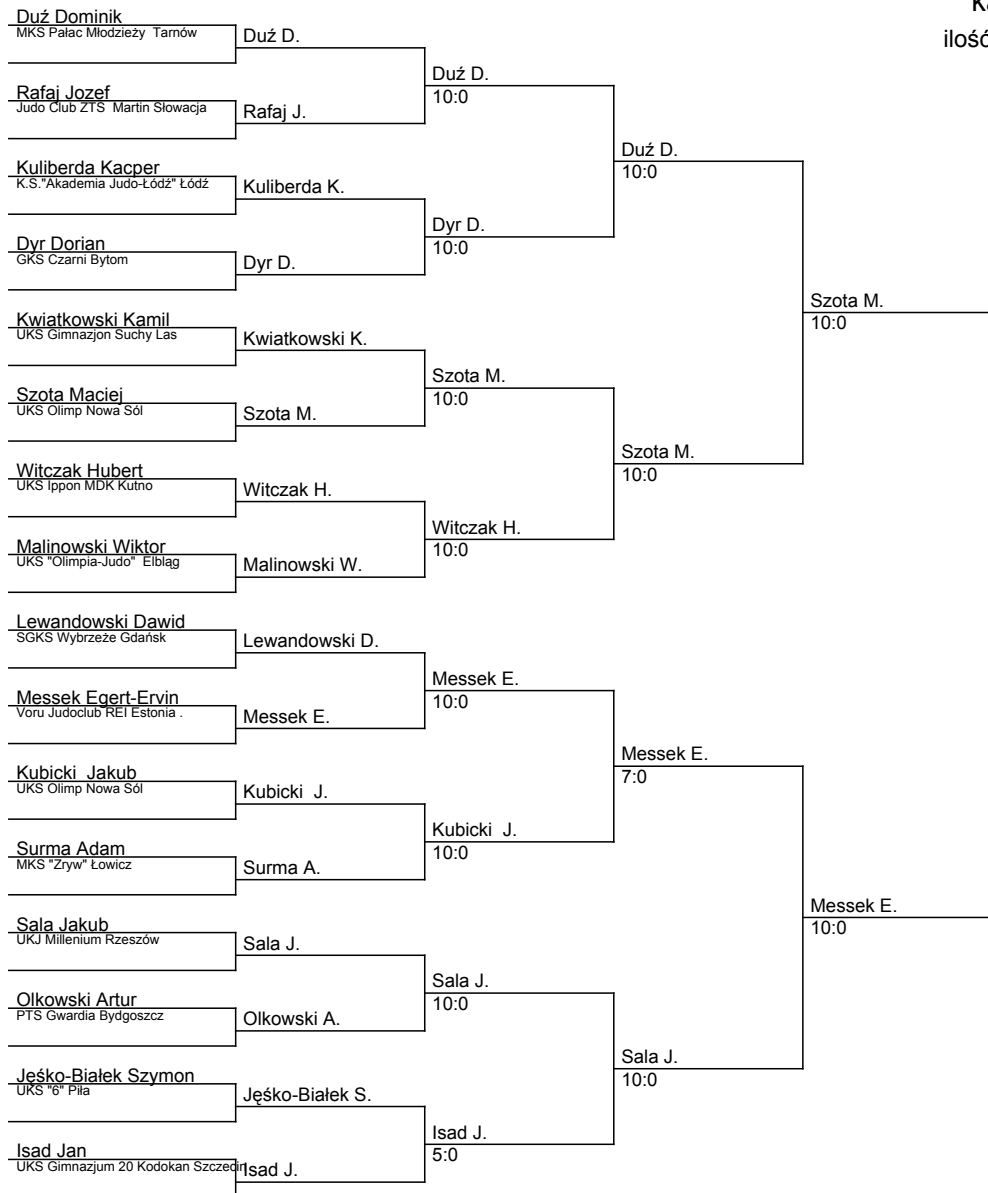 Duź Dominik
MKS Pałac Młodzieży Tarnów
Rafaj Jozef
Judo Club ZTS Martin Słowacja
Kuliberda Kacper
K.S."Akademia Judo-Łódź" Łódź
Dyr Dorian
GKS Czarni Bytom
Kwiatkowski Kamil
UKS Gimnazjon Suchy Las
Szota Maciej
UKS Olimp Nowa Sól
Witczak Hubert
UKS Ippon MDK Kutno
Malinowski Wiktor
UKS "Olimpia-Judo" Elbląg
Lewandowski Dawid
SGKS Wybrzeże Gdańsk
Messek Egert-Ervin
Voru Judoclub REI Estonia .
Kubicki Jakub
UKS Olimp Nowa Sól
Surma Adam
MKS "Zryw" Łowicz
Sala Jakub
UKJ Millenium Rzeszów
Olkowski Artur
PTS Gwardia Bydgoszcz
Jęśko-Białek Szymon
UKS "6" Piła
Isad Jan
UKS Gimnazjum 20 Kodokan Szczecin
Duź D.
Rafaj J.
Kuliberda K.
Dyr D.
Kwiatkowski K.
Szota M.
Witczak H.
Malinowski W.
Lewandowski D.
Messek E.
Kubicki J.
Surma A.
Sala J.
Olkowski A.
Jęśko-Białek S.
Isad J.
Duź D.
10:0
Dyr D.
10:0
Szota M.
10:0
Witczak H.
10:0
Messek E.
10:0
Kubicki J.
10:0
Sala J.
10:0
Isad J.
5:0
Duź D.
10:0
Szota M.
10:0
Messek E.
7:0
Sala J.
10:0
Szota M.
10:0
Messek E.
10:0
ilość